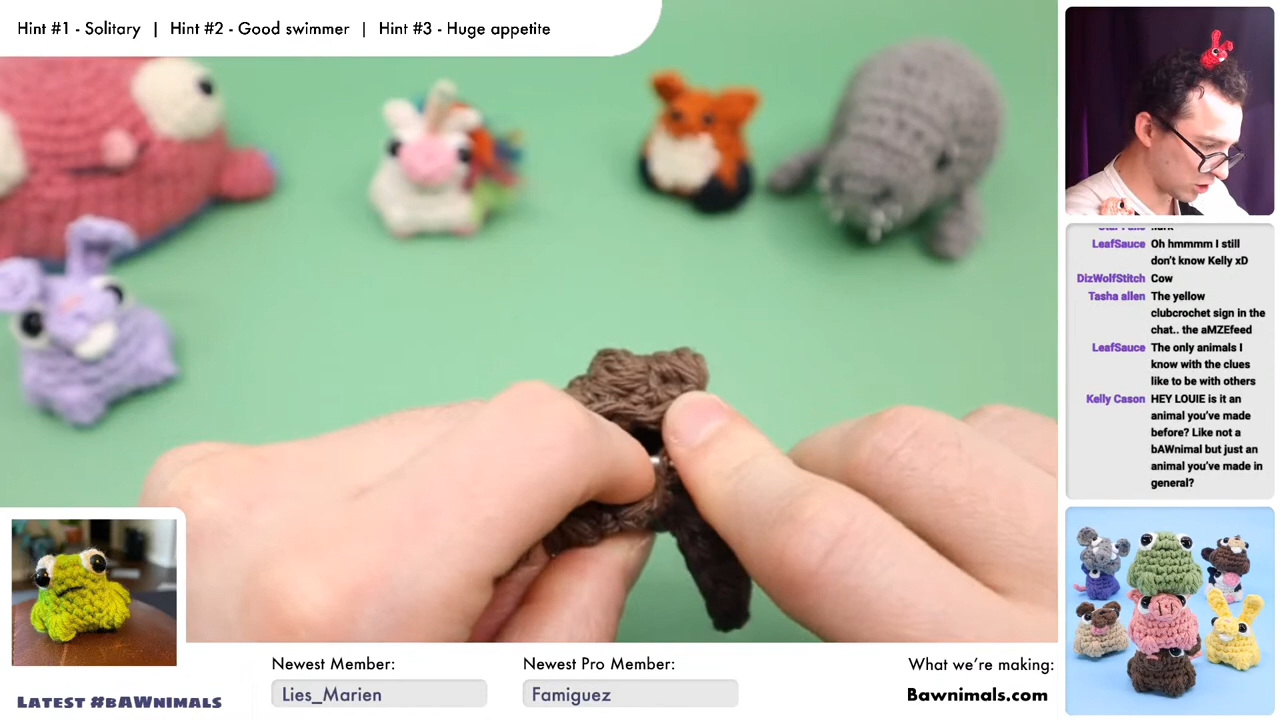 Hint #1 - Solitary | Hint #2 - Good swimmer | Hint #3 - Huge appetite
LeafSauce Oh hmmmm I still
don't know Kelly xD
DizWolfStitch Cow
Tasha allen The yellow
clubcrochet sign in the
chat.. the aMZEfeed
LeafSauce The only animals I
know with the clues
like to be with others
Kelly Cason HEY LOUIE is it an
animal you've made
before? Like not a
bAWnimal but just an
animal you've made in
general?
Latest #bAWnimals
Newest Member:
Lies_Marien
Newest Pro Member:
Famiguez
What we're making:
Bawnimals.com